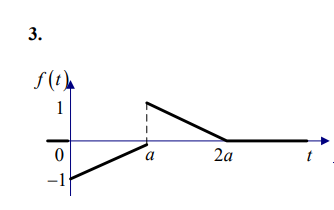 3.
f(t)
1
0 a 2a t
–1